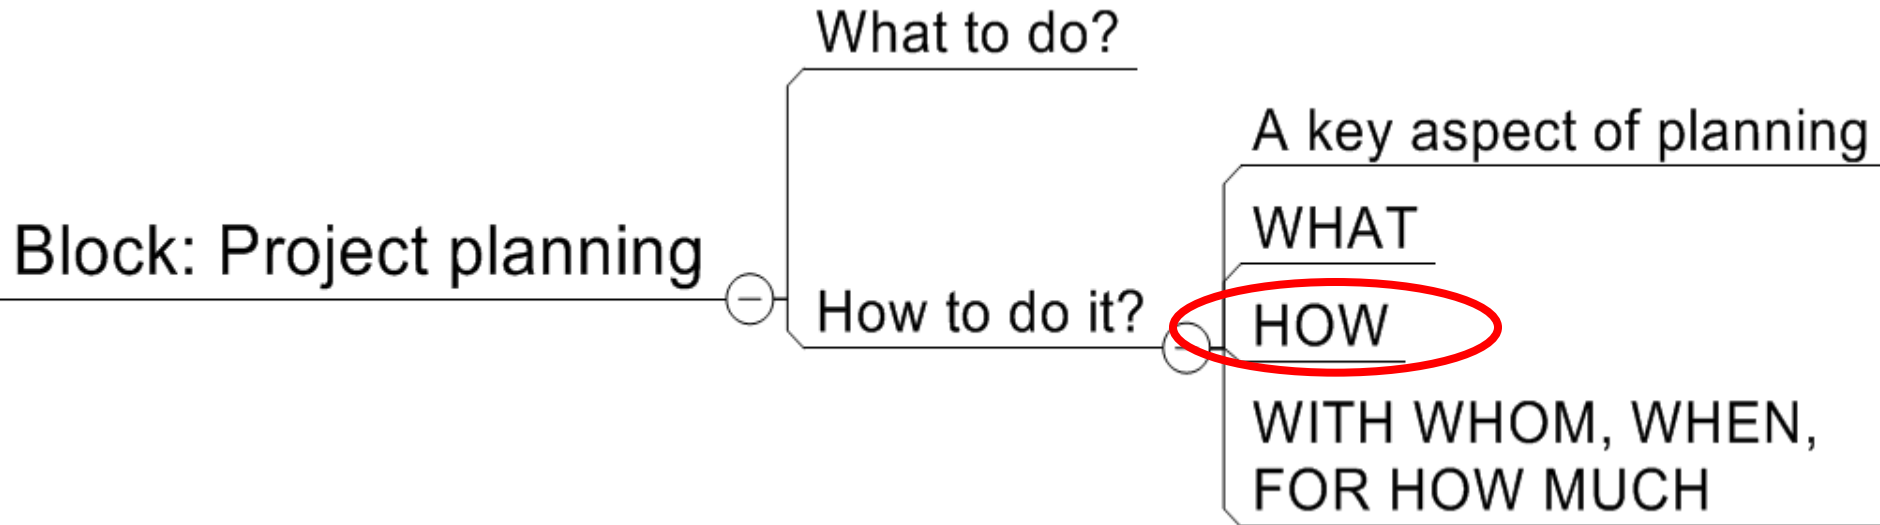 What to do?
A key aspect of planning
WHAT
Block: Project planning
How to do it?
HOW
WITH WHOM, WHEN,
FOR HOW MUCH